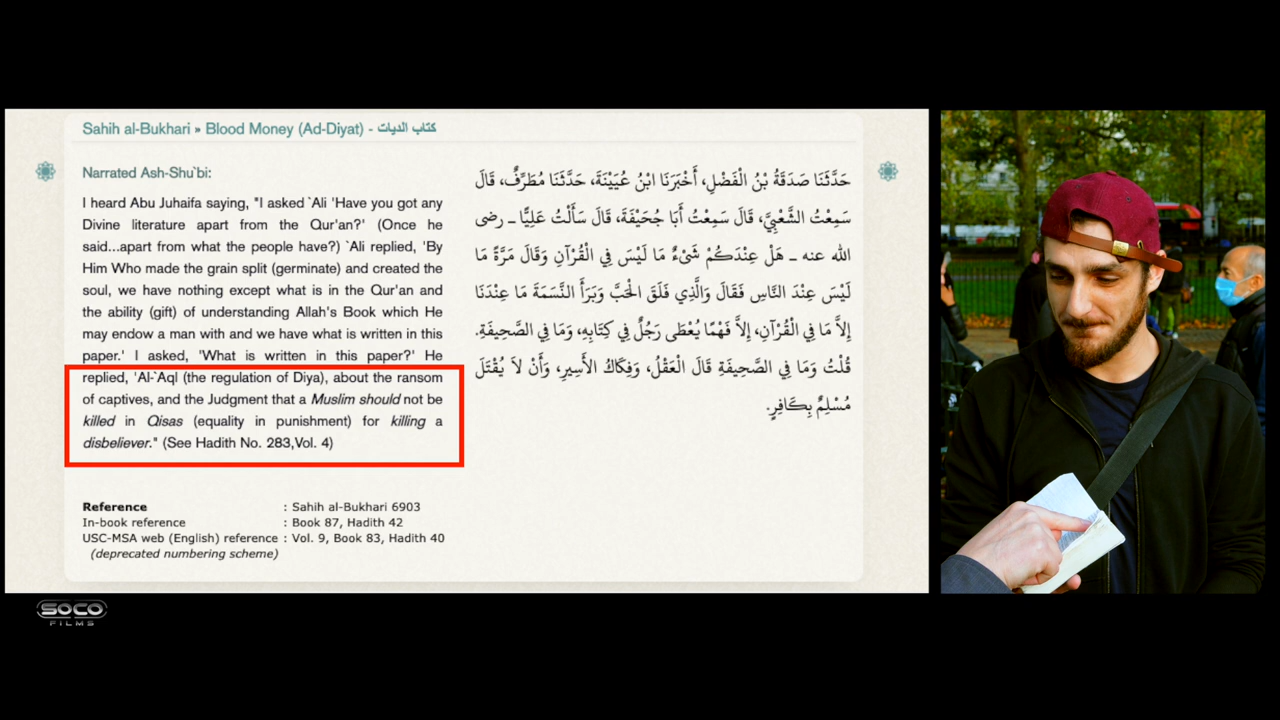 Sahih al-Bukhari » Blood Money (Ad-Diyat) - كتاب الديات
Narrated Ash-Shu`bi:
I heard Abu Juhaifa saying, "I asked `Ali 'Have you got any
Divine literature apart from the Qur'an?' (Once he
said...apart from what the people have?) `Ali replied, 'By
Him Who made the grain split (germinate) and created the
soul, we have nothing except what is in the Qur'an and
the ability (gift) of understanding Allah's Book which He
may endow a man with and we have what is written in this
paper.' I asked, 'What is written in this paper?' He
replied, 'Al-`Aql (the regulation of Diya), about the ransom
of captives, and the Judgment that a Muslim should not be
killed in Qisas (equality in punishment) for killing a
disbeliever." (See Hadith No. 283,Vol. 4)
حَدَّثَنَا صَدَقَةُ بْنُ الْفَضْلِ، أَخْبَرَنَا ابْنُ عُيَيْنَةَ، حَدَّثَنَا مُطَرِّفٌ، قَالَ
سَمِعْتُ الشَّعْبِيَّ، قَالَ سَمِعْتُ أَبَا جُحَيْفَةَ، قَالَ سَأَلْتُ عَلِيًّا ـ رضى
الله عنه ـ هَلْ عِنْدَكُمْ شَىْءٌ مَا لَيْسَ فِي الْقُرْآنِ وَقَالَ مَرَّةً مَا
لَيْسَ عِنْدَ النَّاسِ فَقَالَ وَالَّذِي فَلَقَ الْحَبَّ وَبَرَأَ النَّسَمَةَ مَا عِنْدَنَا
إِلاَّ مَا فِي الْقُرْآنِ، إِلاَّ فَهْمًا يُعْطَى رَجُلٌ فِي كِتَابِهِ، وَمَا فِي الصَّحِيفَةِ.
قُلْتُ وَمَا فِي الصَّحِيفَةِ قَالَ الْعَقْلُ، وَفِكَاكُ الأَسِيرِ، وَأَنْ لاَ يُقْتَلَ
مُسْلِمٌ بِكَافِرٍ.
Reference : Sahih al-Bukhari 6903
In-book reference : Book 87, Hadith 42
USC-MSA web (English) reference : Vol. 9, Book 83, Hadith 40
(deprecated numbering scheme)
SOCO
FILMS